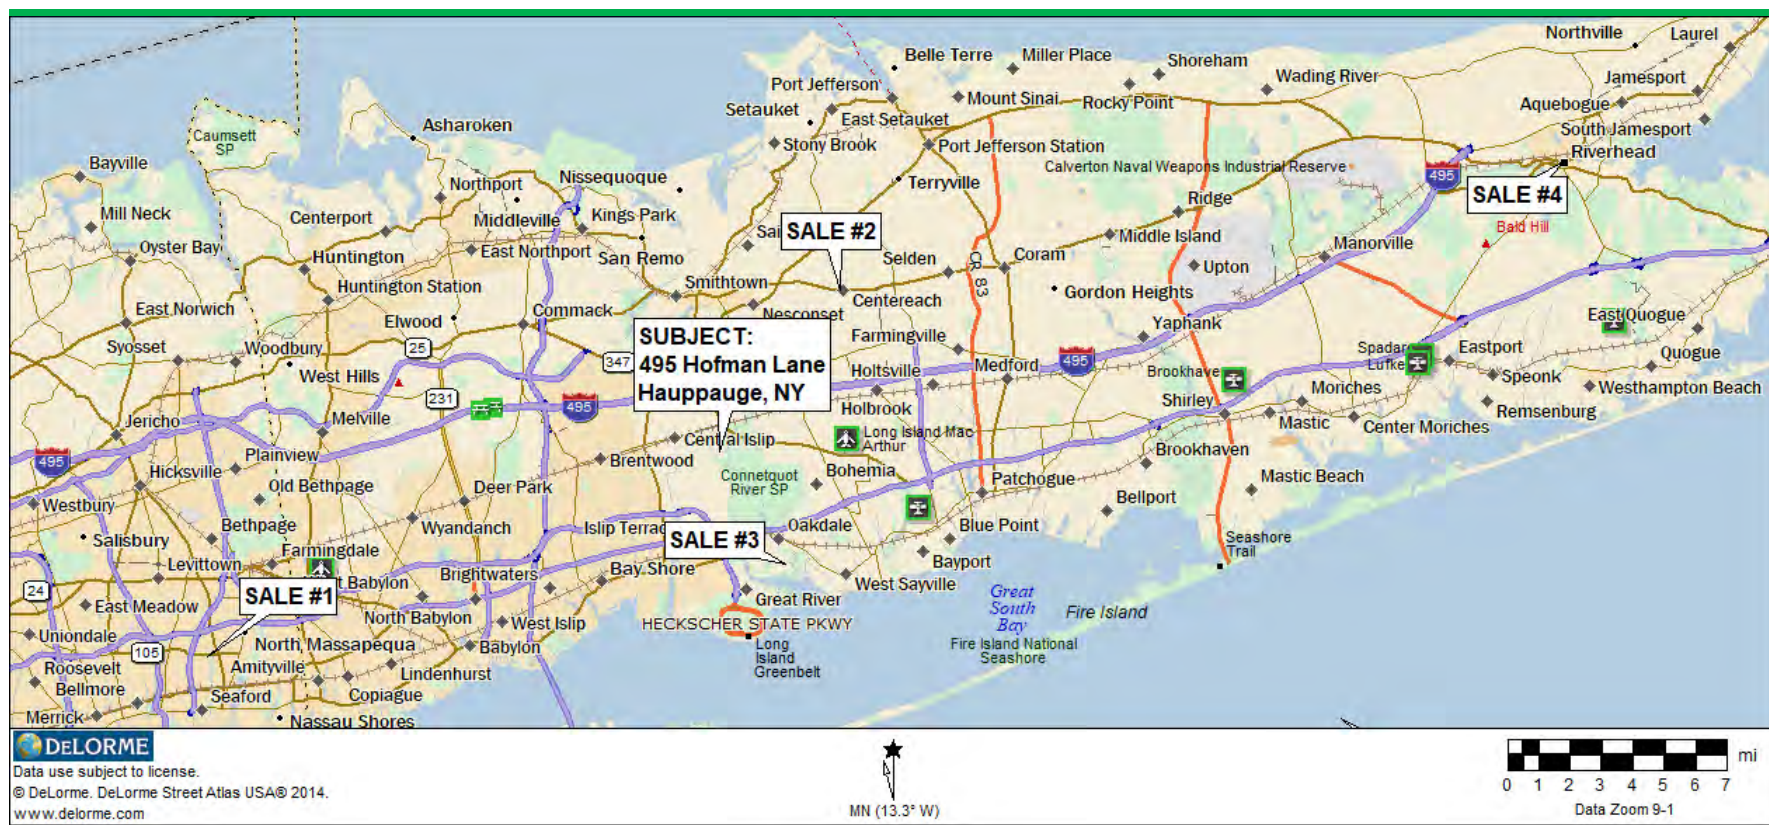 Northville
Laurel
Belle Terre
Miller Place
Shoreham
Wading River
Jamesport
Port Jefferson
Mount Sinai
Rocky Point
Aquebogue
Setauket
East Setauket
South Jamesport
Asharoken
Caumsett
SP
Stony Brook
Port Jefferson Station
Riverhead
Bayville
Calverton Naval Weapons Industrial Reserve
495
Nissequoque
Terryville
Northport
SALE #4
Mill Neck
Centerport
Middleville
Kings Park
Ridge
SALE #2
Bald Hill
Middle Island
Oyster Bay
Huntington
East Northport
San Remo
Selden
Coram
Manorville
CR 83
Upton
Huntington Station
Smithtown
Centereach
Gordon Heights
East Norwich
Elwood
Commack
Nesconset
SUBJECT:
495 Hofman Lane
Hauppauge, NY
Farmingville
Yaphank
East Quogue
Syosset
Woodbury
25
347
495
Medford
Brookhave
Spadar
Lufke
Eastport
Quogue
West Hills
Holtsville
Speonk
Westhampton Beach
231
495
Holbrook
Shirley
Moriches
Remsenburg
Jericho
Melville
Central Islip
Long Island Mac
Arthur
Mastic
Center Moriches
495
Hicksville
Plainview
Brentwood
Bohemia
Brookhaven
Connetquot
River SP
Old Bethpage
Deer Park
Patchogue
Mastic Beach
Westbury
Bellport
Bethpage
Wyandanch
Islip Terrac
Oakdale
Blue Point
Salisbury
SALE #3
Seashore
Trail
Farmingdale
Levittown
Bayport
24
t Babylon
Brightwaters
Bay Shore
West Sayville
SALE #1
East Meadow
Great River
Great
South
Bay
Fire Island
North Babylon
West Islip
HECKSCHER STATE PKWY
Uniondale
105
North Massapequa
Babylon
Long
Island
Greenbelt
Fire Island National
Seashore
Roosevelt
Amityville
Lindenhurst
Bellmore
Seaford
Copiague
Merrick
Nassau Shores
DELORME
Data use subject to license.
© DeLorme. DeLorme Street Atlas USA® 2014.
www.delorme.com
MN (13.3° W)
mi
0 1 2 3 4 5 6 7
Data Zoom 9-1